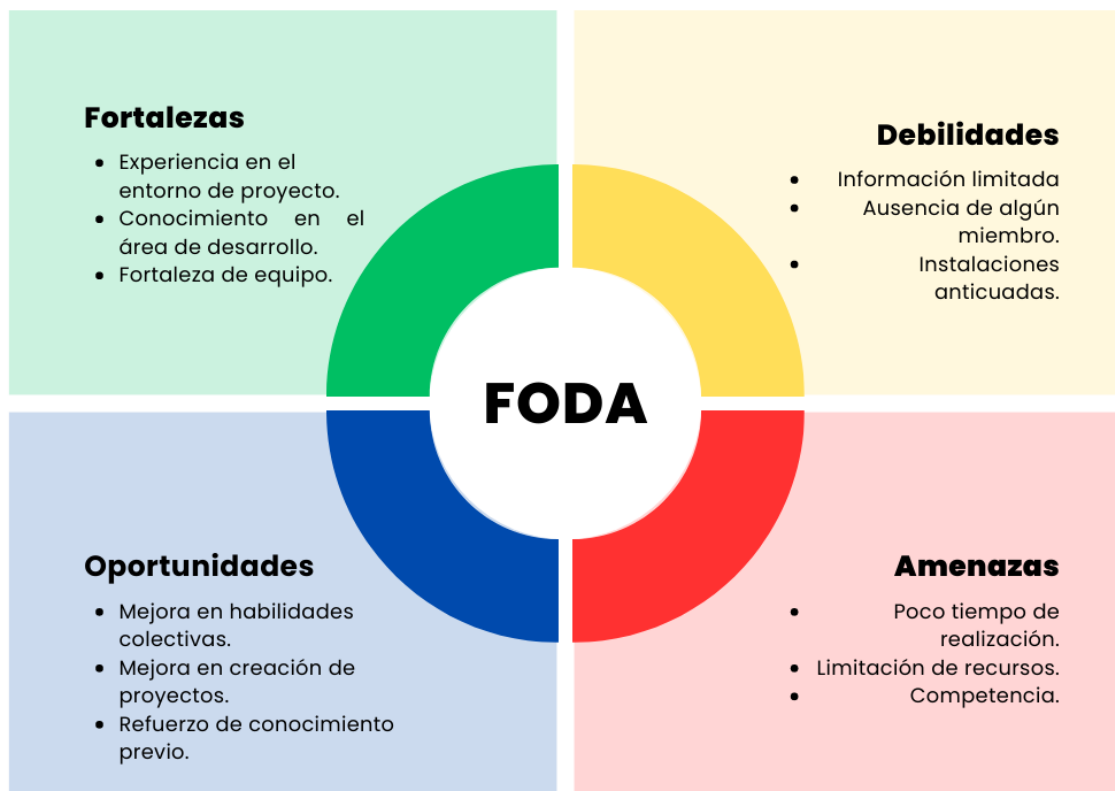 Fortalezas
• Experiencia en el
entorno de proyecto.
• Conocimiento en el
área de desarrollo.
• Fortaleza de equipo.
Debilidades
• Información limitada
• Ausencia de algún
miembro.
• Instalaciones
anticuadas.
FODA
Oportunidades
• Mejora en habilidades
colectivas.
• Mejora en creación de
proyectos.
• Refuerzo de conocimiento
previo.
Amenazas
• Poco tiempo de
realización.
• Limitación de recursos.
• Competencia.